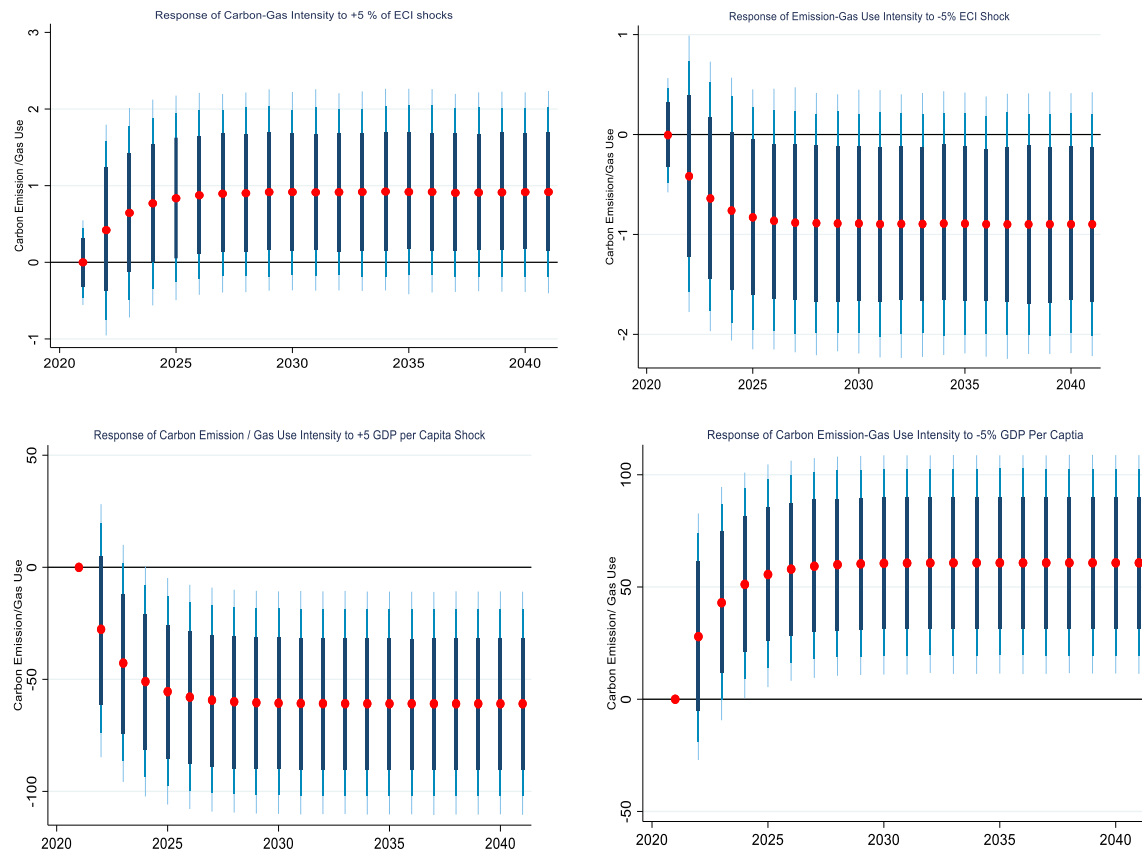 Response of Carbon-Gas Intensity to +5 % of ECI shocks
Carbon Emission /Gas Use
3
2
1
0
-1
2020 2025 2030 2035 2040
Response of Emission-Gas Use Intensity to -5% ECI Shock
Carbon Emission/Gas Use
1
0
-1
-2
2020 2025 2030 2035 2040
Response of Carbon Emission / Gas Use Intensity to +5 GDP per Capita Shock
Carbon Emission/Gas Use
50
0
-50
-100
2020 2025 2030 2035 2040
Response of Carbon Emission-Gas Use Intensity to -5% GDP Per Captia
Carbon Emission/ Gas Use
100
50
0
-50
2020 2025 2030 2035 2040